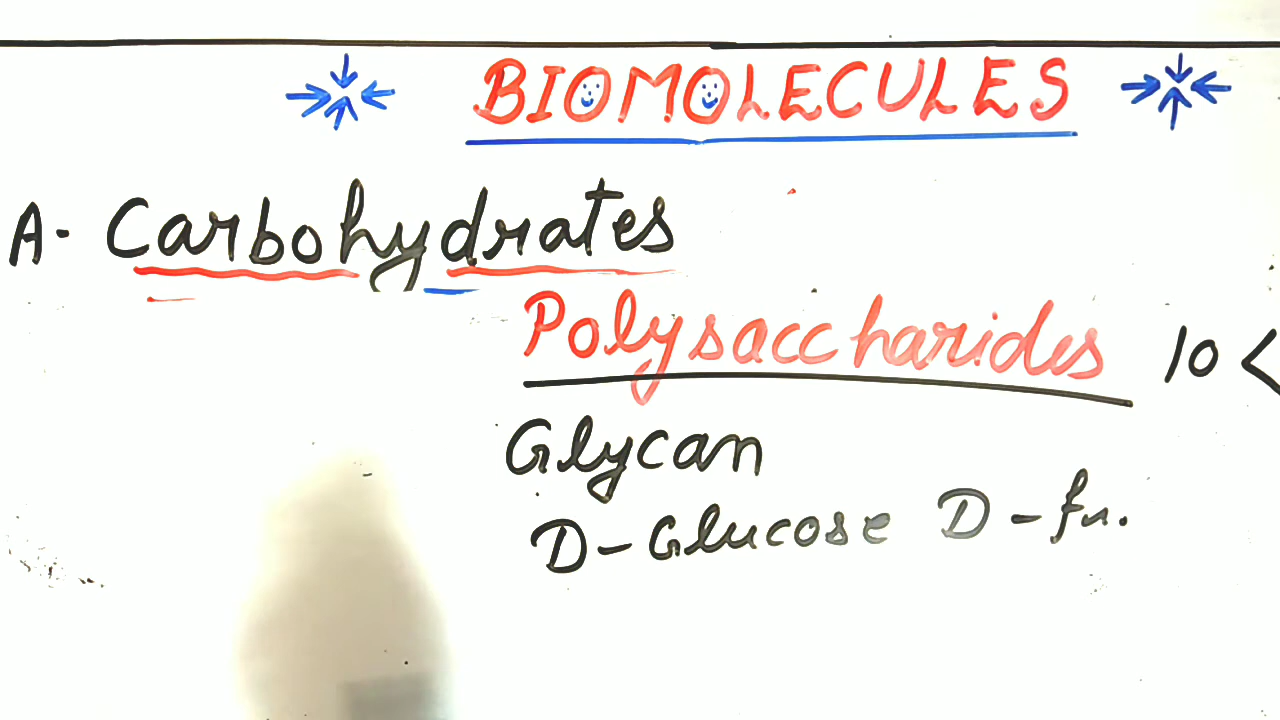 BIOMOLECULES
A- Carbohydrates
Polysaccharides 10 <
Glycan
D-Glucose D-fr.